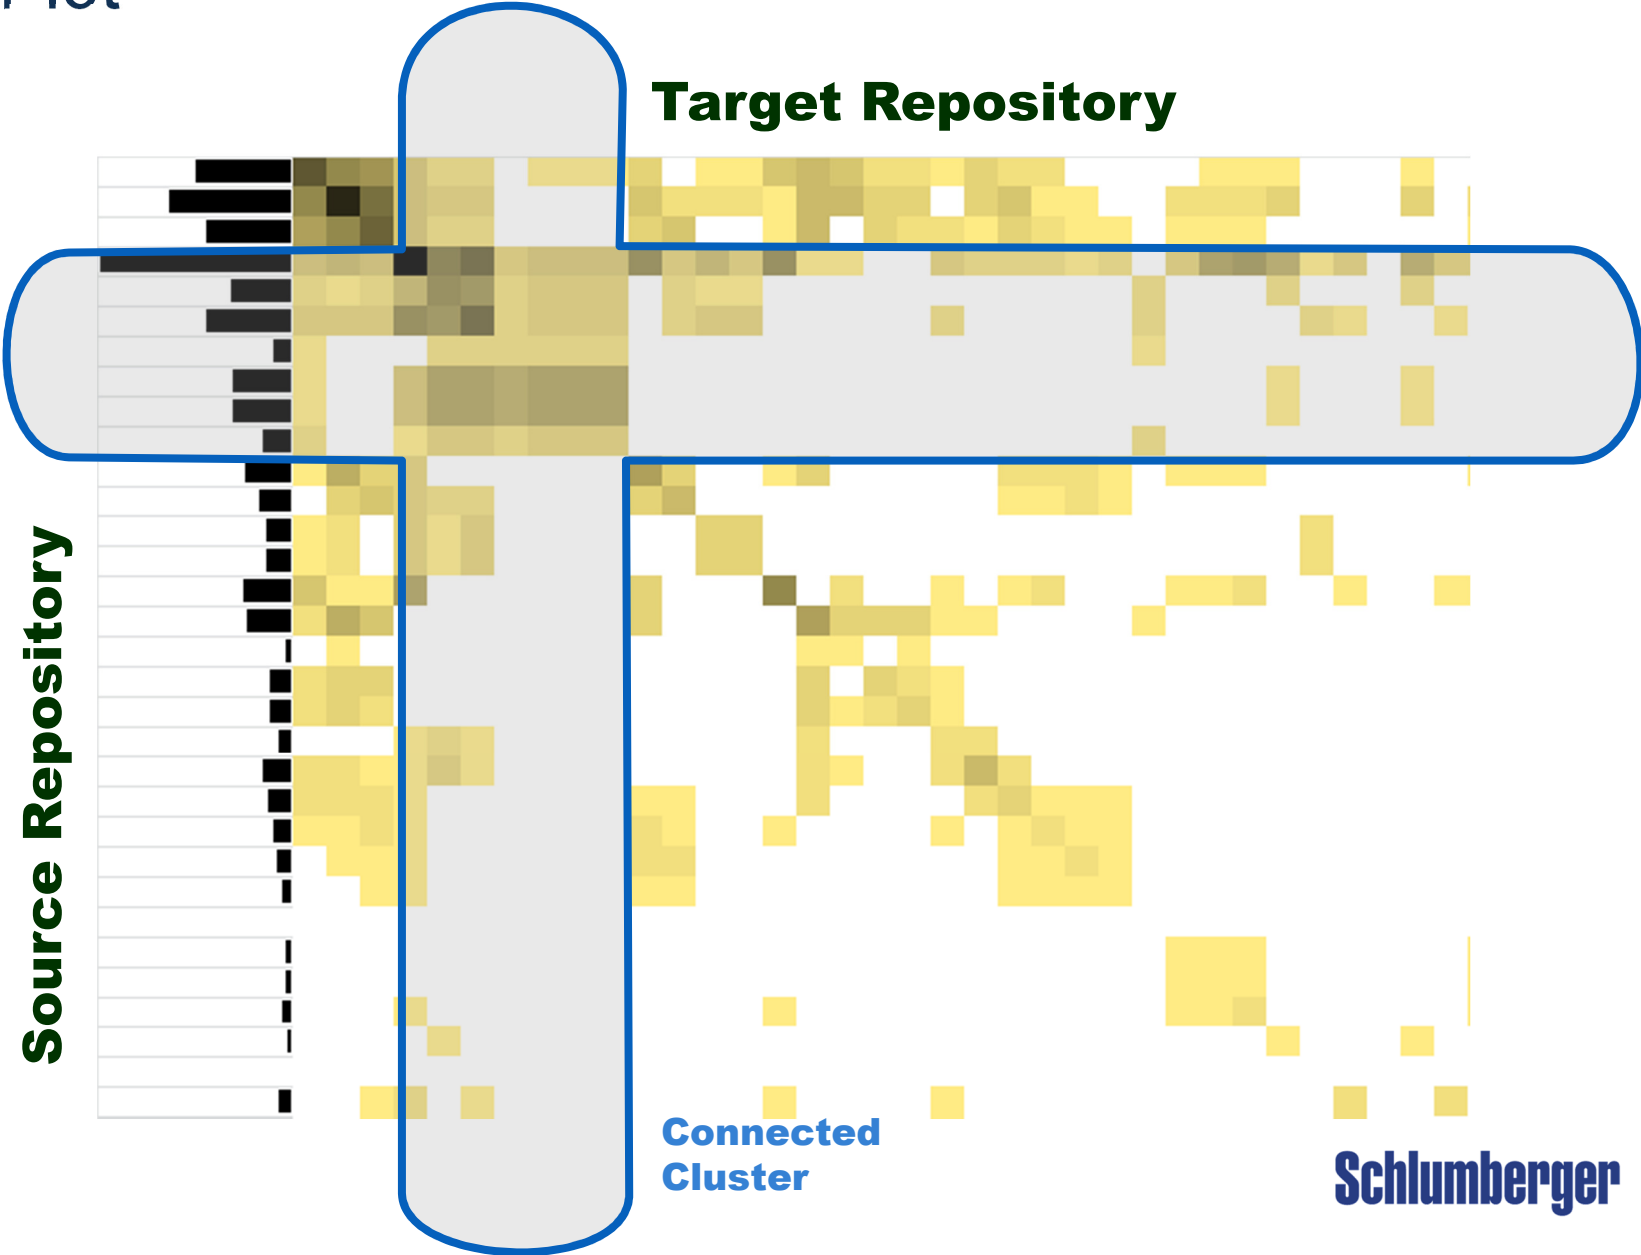 Target Repository
Source Repository
Connected
Cluster
Schlumberger